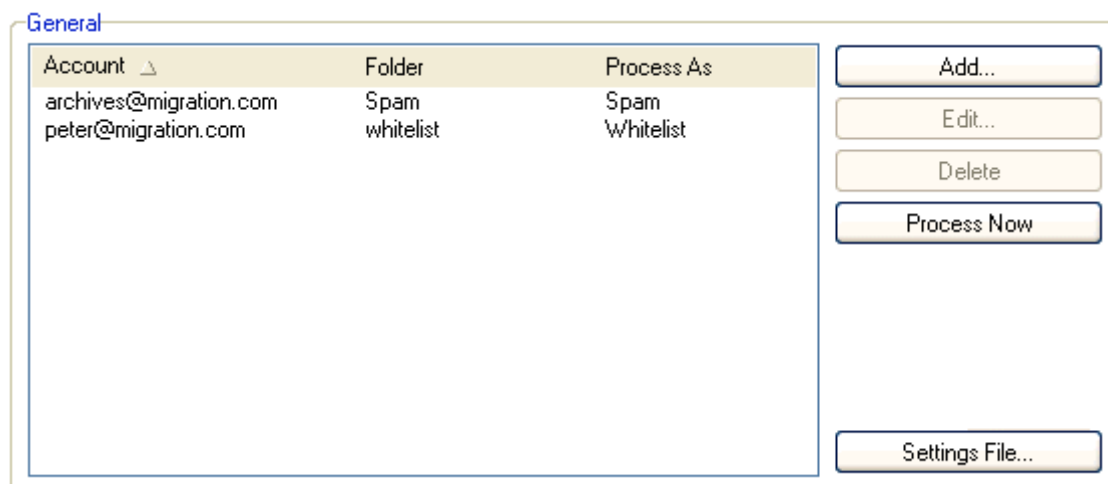 General
Account Folder Process As
archives@migration.com Spam Spam
peter@migration.com whitelist Whitelist
Add...
Edit...
Delete
Process Now
Settings File...